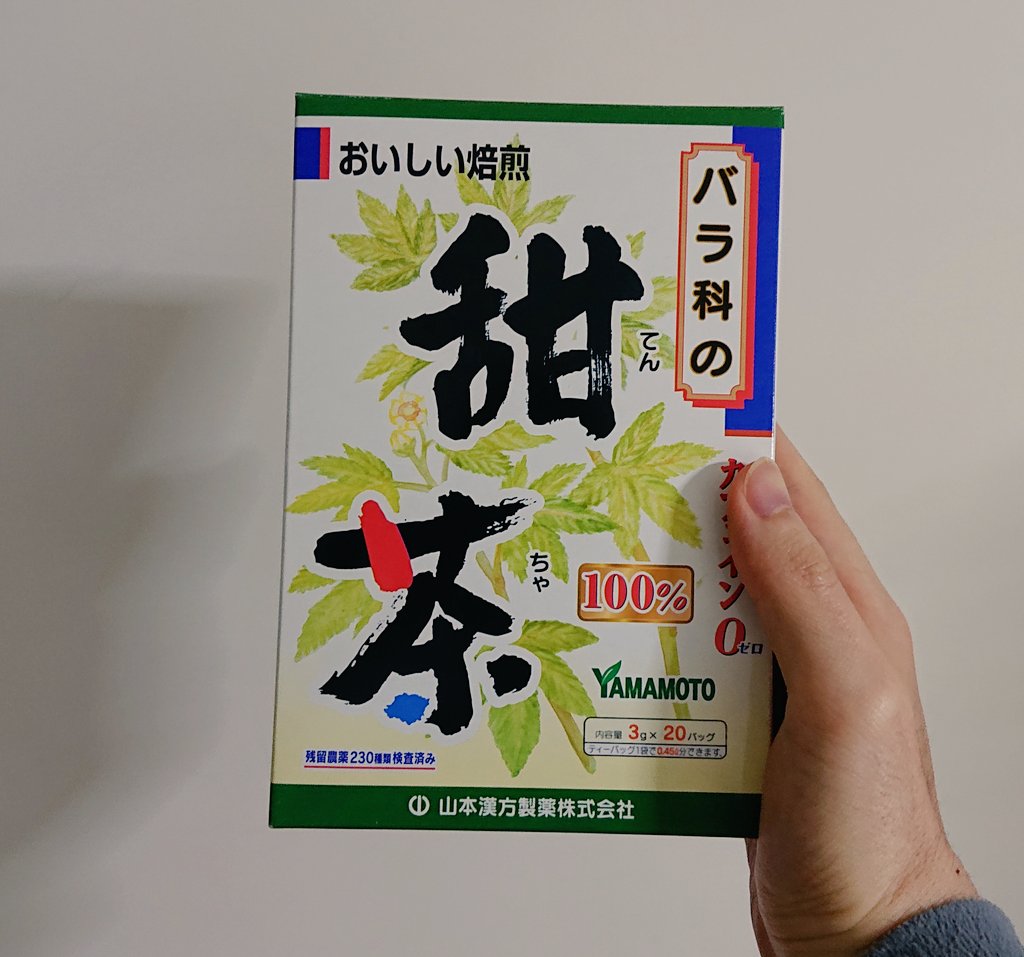 おいしい焙煎
バラ科の
甜
てん
茶
ちゃ
100%
0
ゼロ
YAMAMOTO
内容量 3g×20バッグ
ティーバッグ1袋で0.45ℓ分できます。
残留農薬230種類検査済み
山本漢方製薬株式会社